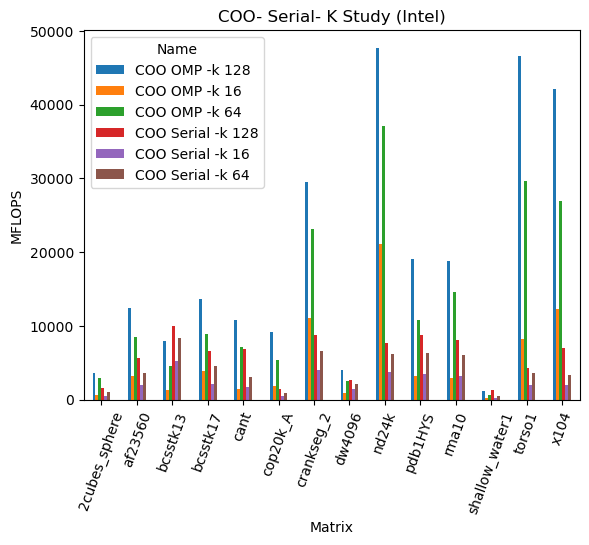 COO- Serial- K Study (Intel)
Name
COO OMP -k 128
COO OMP -k 16
COO OMP -k 64
COO Serial -k 128
COO Serial -k 16
COO Serial -k 64
MFLOPS
50000
40000
30000
20000
10000
0
2cubes_sphere
af23560
bcsstk13
bcsstk17
cant
cop20k_A
crankseg_2
dw4096
nd24k
pdb1HYS
rma10
shallow_water1
torso1
x104
Matrix